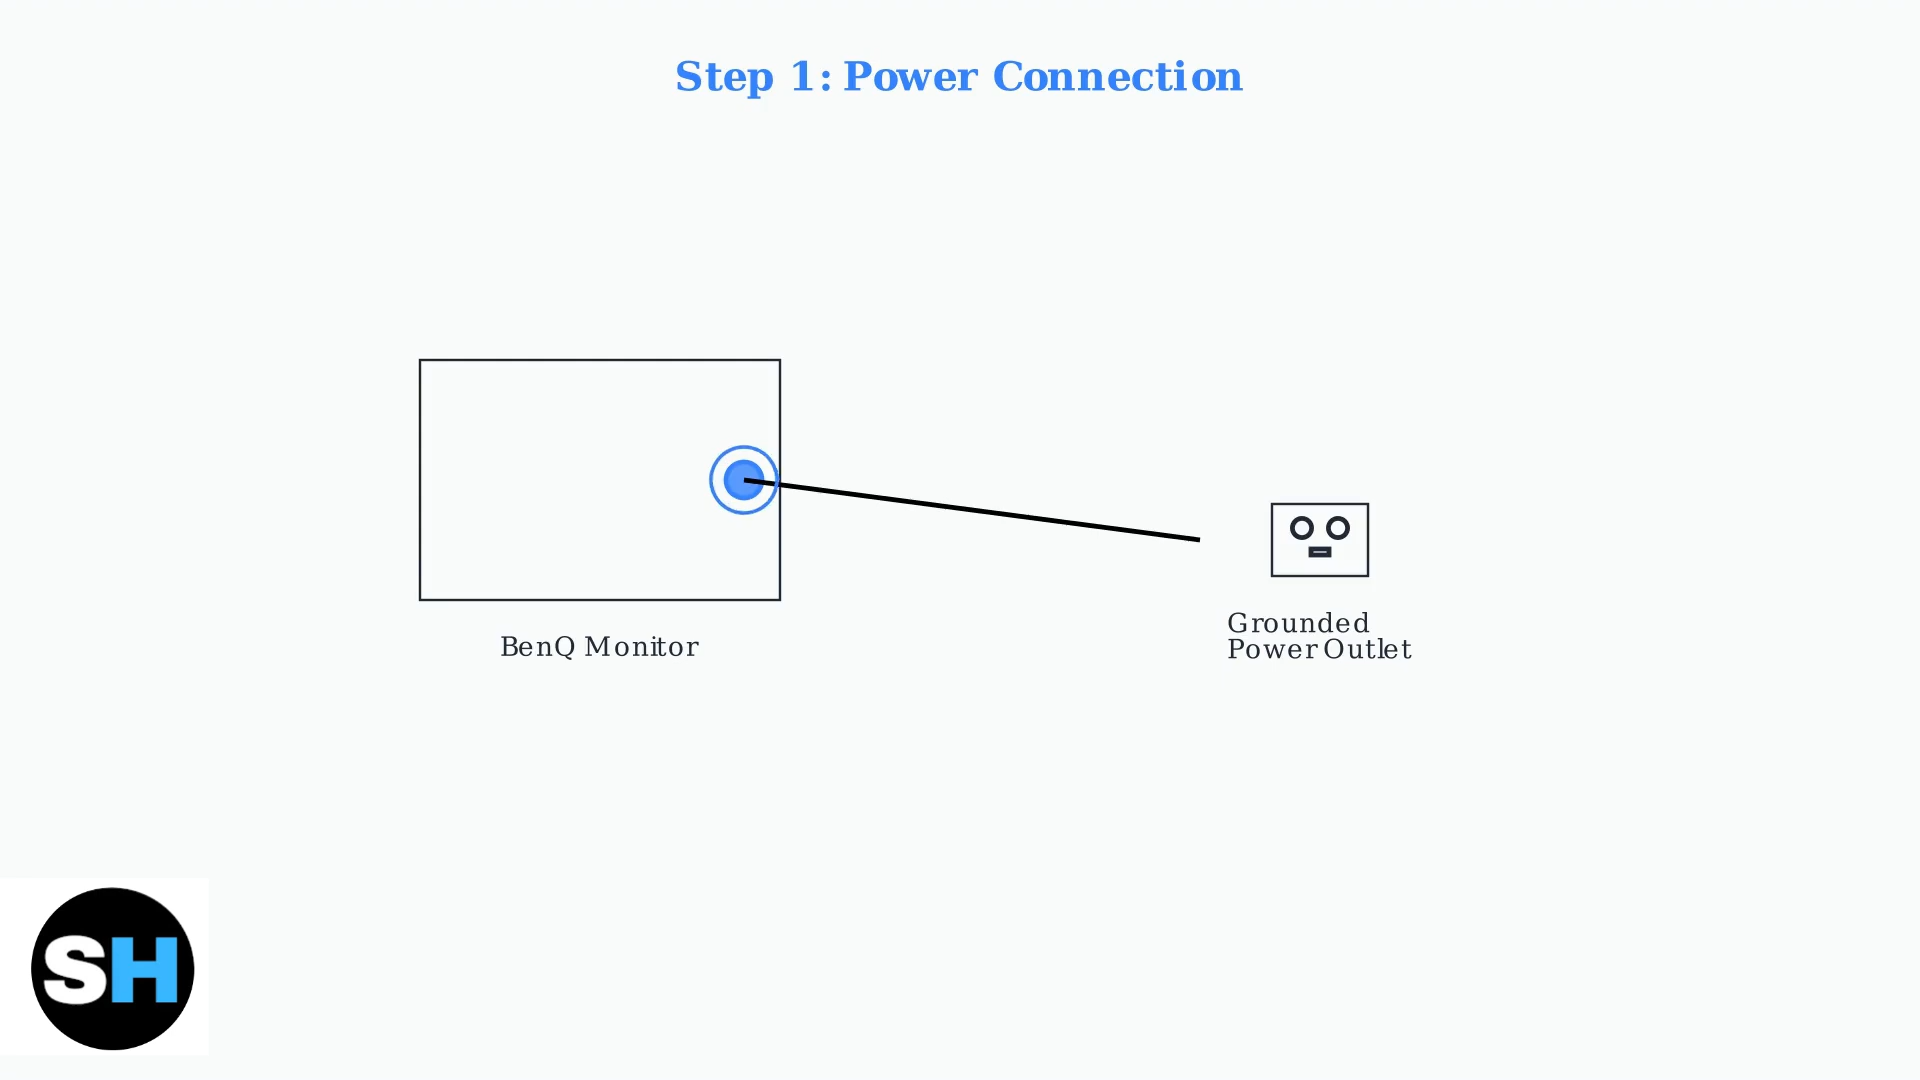 Step 1: Power Connection
BenQ Monitor
Grounded
Power Outlet
SH